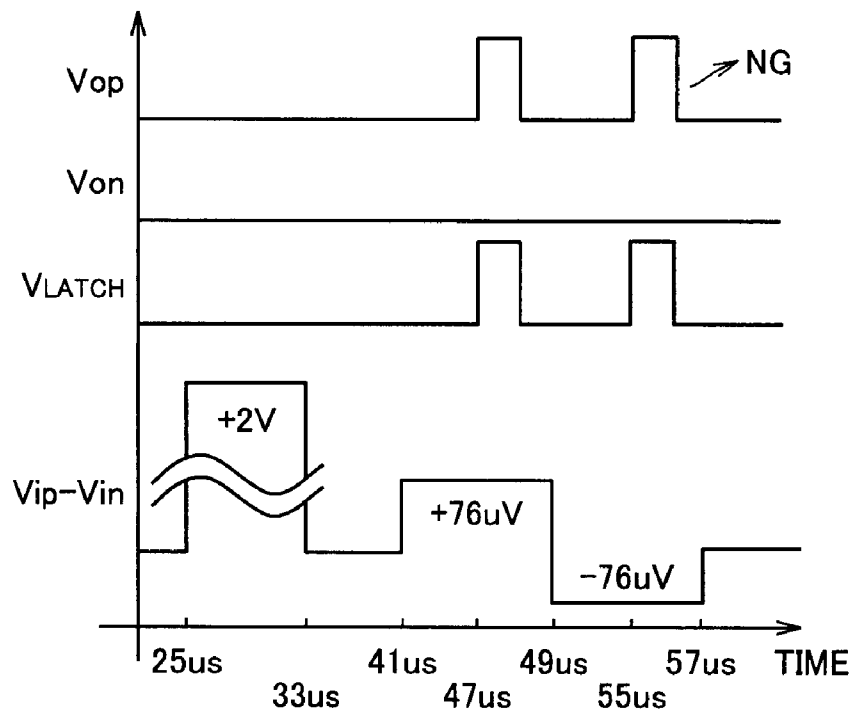 Vop
NG
Von
VLATCH
+2V
Vip-Vin
+76uV
-76uV
25us
41us
49us
57us
TIME
33us
47us
55us